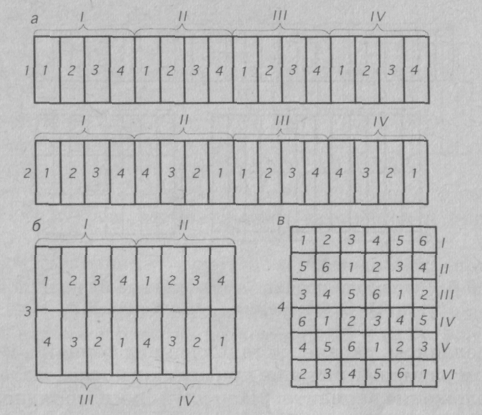 а
I II III IV
1 1 2 3 4 1 2 3 4 1 2 3 4 1 2 3 4
I II III IV
2 1 2 3 4 4 3 2 1 1 2 3 4 4 3 2 1
б
I II
1 2 3 4 1 2 3 4
3
4 3 2 1 4 3 2 1
III IV
в
1 2 3 4 5 6 I
5 6 1 2 3 4 II
3 4 5 6 1 2 III
4
6 1 2 3 4 5 IV
4 5 6 1 2 3 V
2 3 4 5 6 1 VI